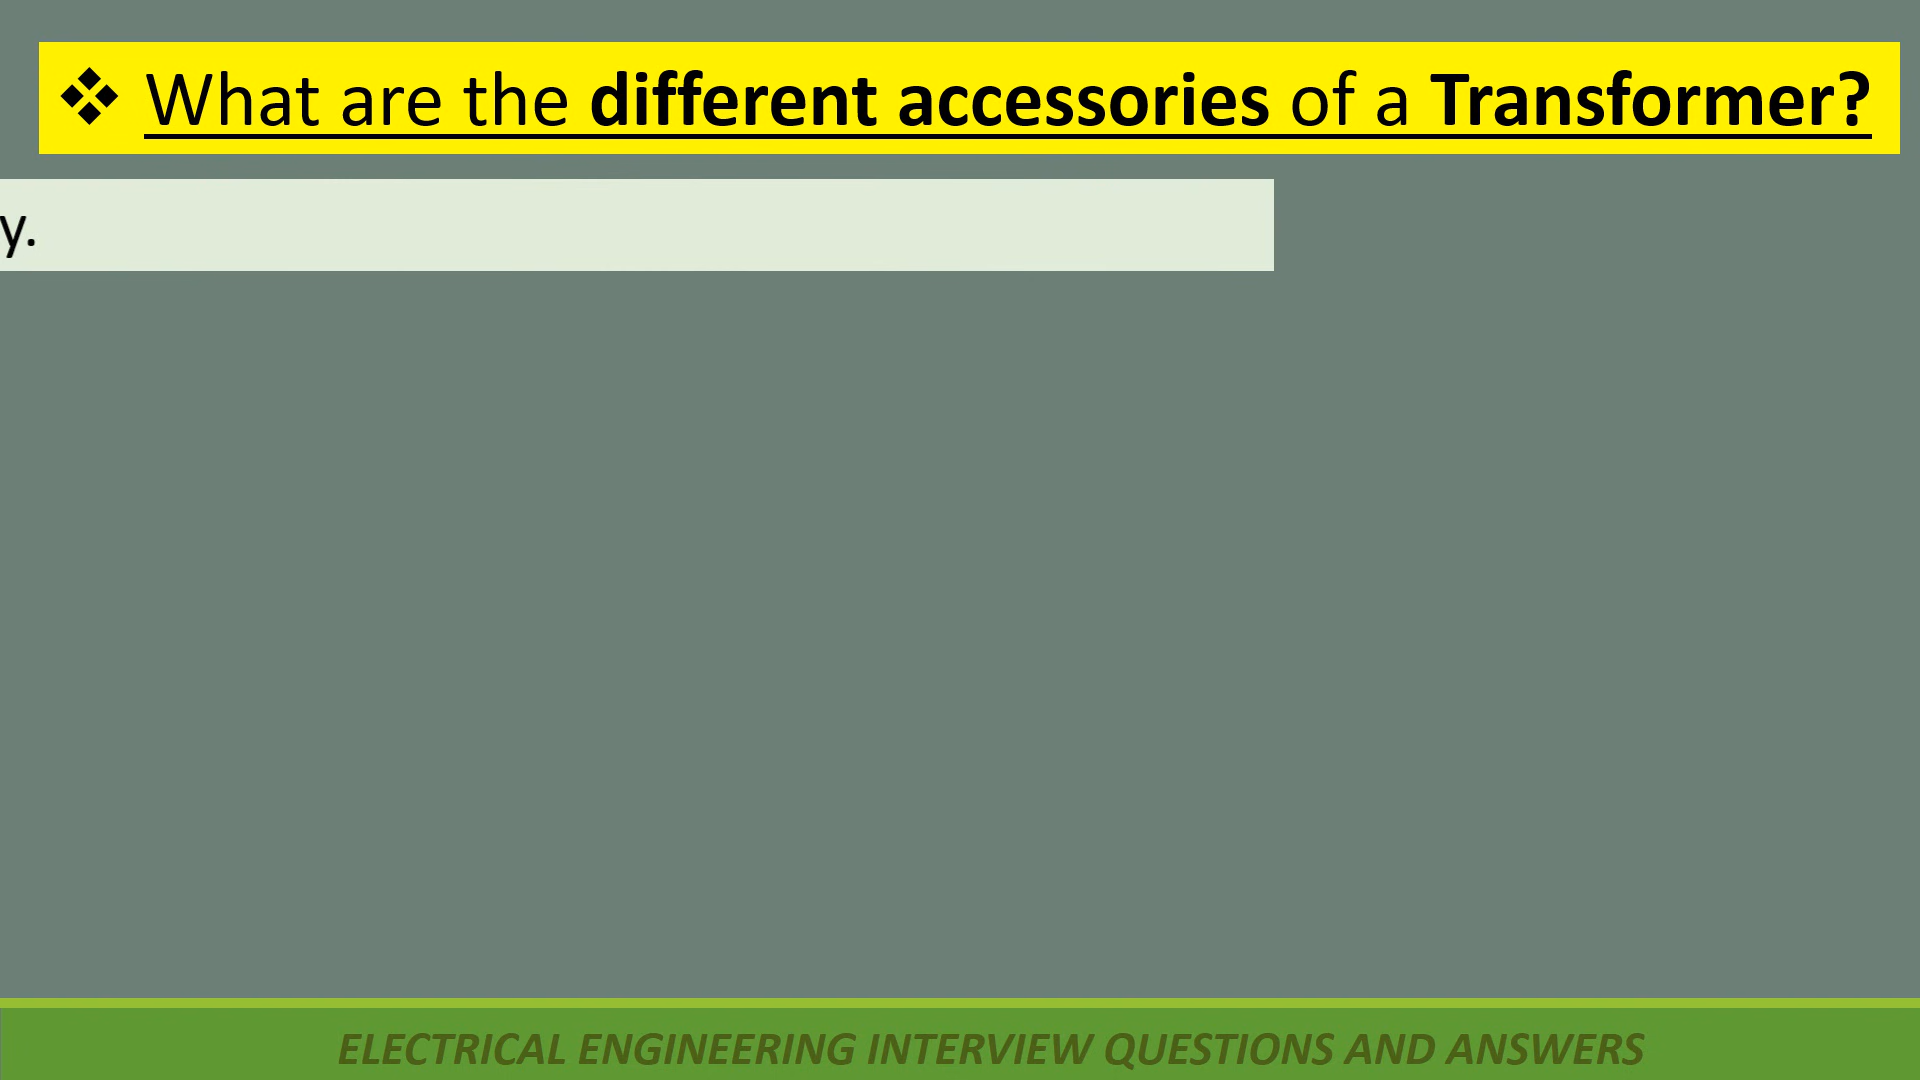 ❖ What are the different accessories of a Transformer?
y.
ELECTRICAL ENGINEERING INTERVIEW QUESTIONS AND ANSWERS